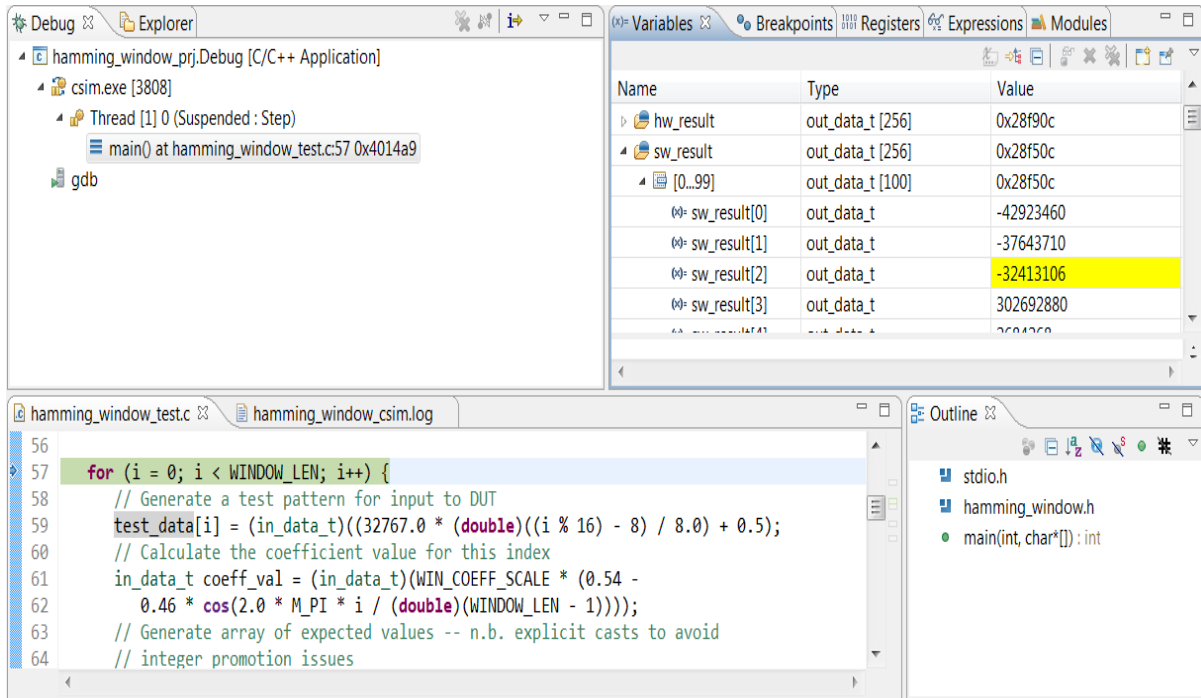 Debug Explorer
hamming_window_prj.Debug [C/C++ Application]
csim.exe [3808]
Thread [1] 0 (Suspended : Step)
main() at hamming_window_test.c:57 0x4014a9
gdb
(x)= Variables Breakpoints 1010 0101 Registers Expressions Modules
Name Type Value
hw_result out_data_t [256] 0x28f90c
sw_result out_data_t [256] 0x28f50c
[0...99] out_data_t [100] 0x28f50c
(x)= sw_result[0] out_data_t -42923460
(x)= sw_result[1] out_data_t -37643710
(x)= sw_result[2] out_data_t -32413106
(x)= sw_result[3] out_data_t 302692880
hamming_window_test.c hamming_window_csim.log
56
57 for (i = 0; i < WINDOW_LEN; i++) {
58 // Generate a test pattern for input to DUT
59 test_data[i] = (in_data_t)((32767.0 * (double)((i % 16) - 8) / 8.0) + 0.5);
60 // Calculate the coefficient value for this index
61 in_data_t coeff_val = (in_data_t)(WIN_COEFF_SCALE * (0.54 -
62 0.46 * cos(2.0 * M_PI * i / (double)(WINDOW_LEN - 1))));
63 // Generate array of expected values -- n.b. explicit casts to avoid
64 // integer promotion issues
Outline
stdio.h
hamming_window.h
main(int, char*[]) : int